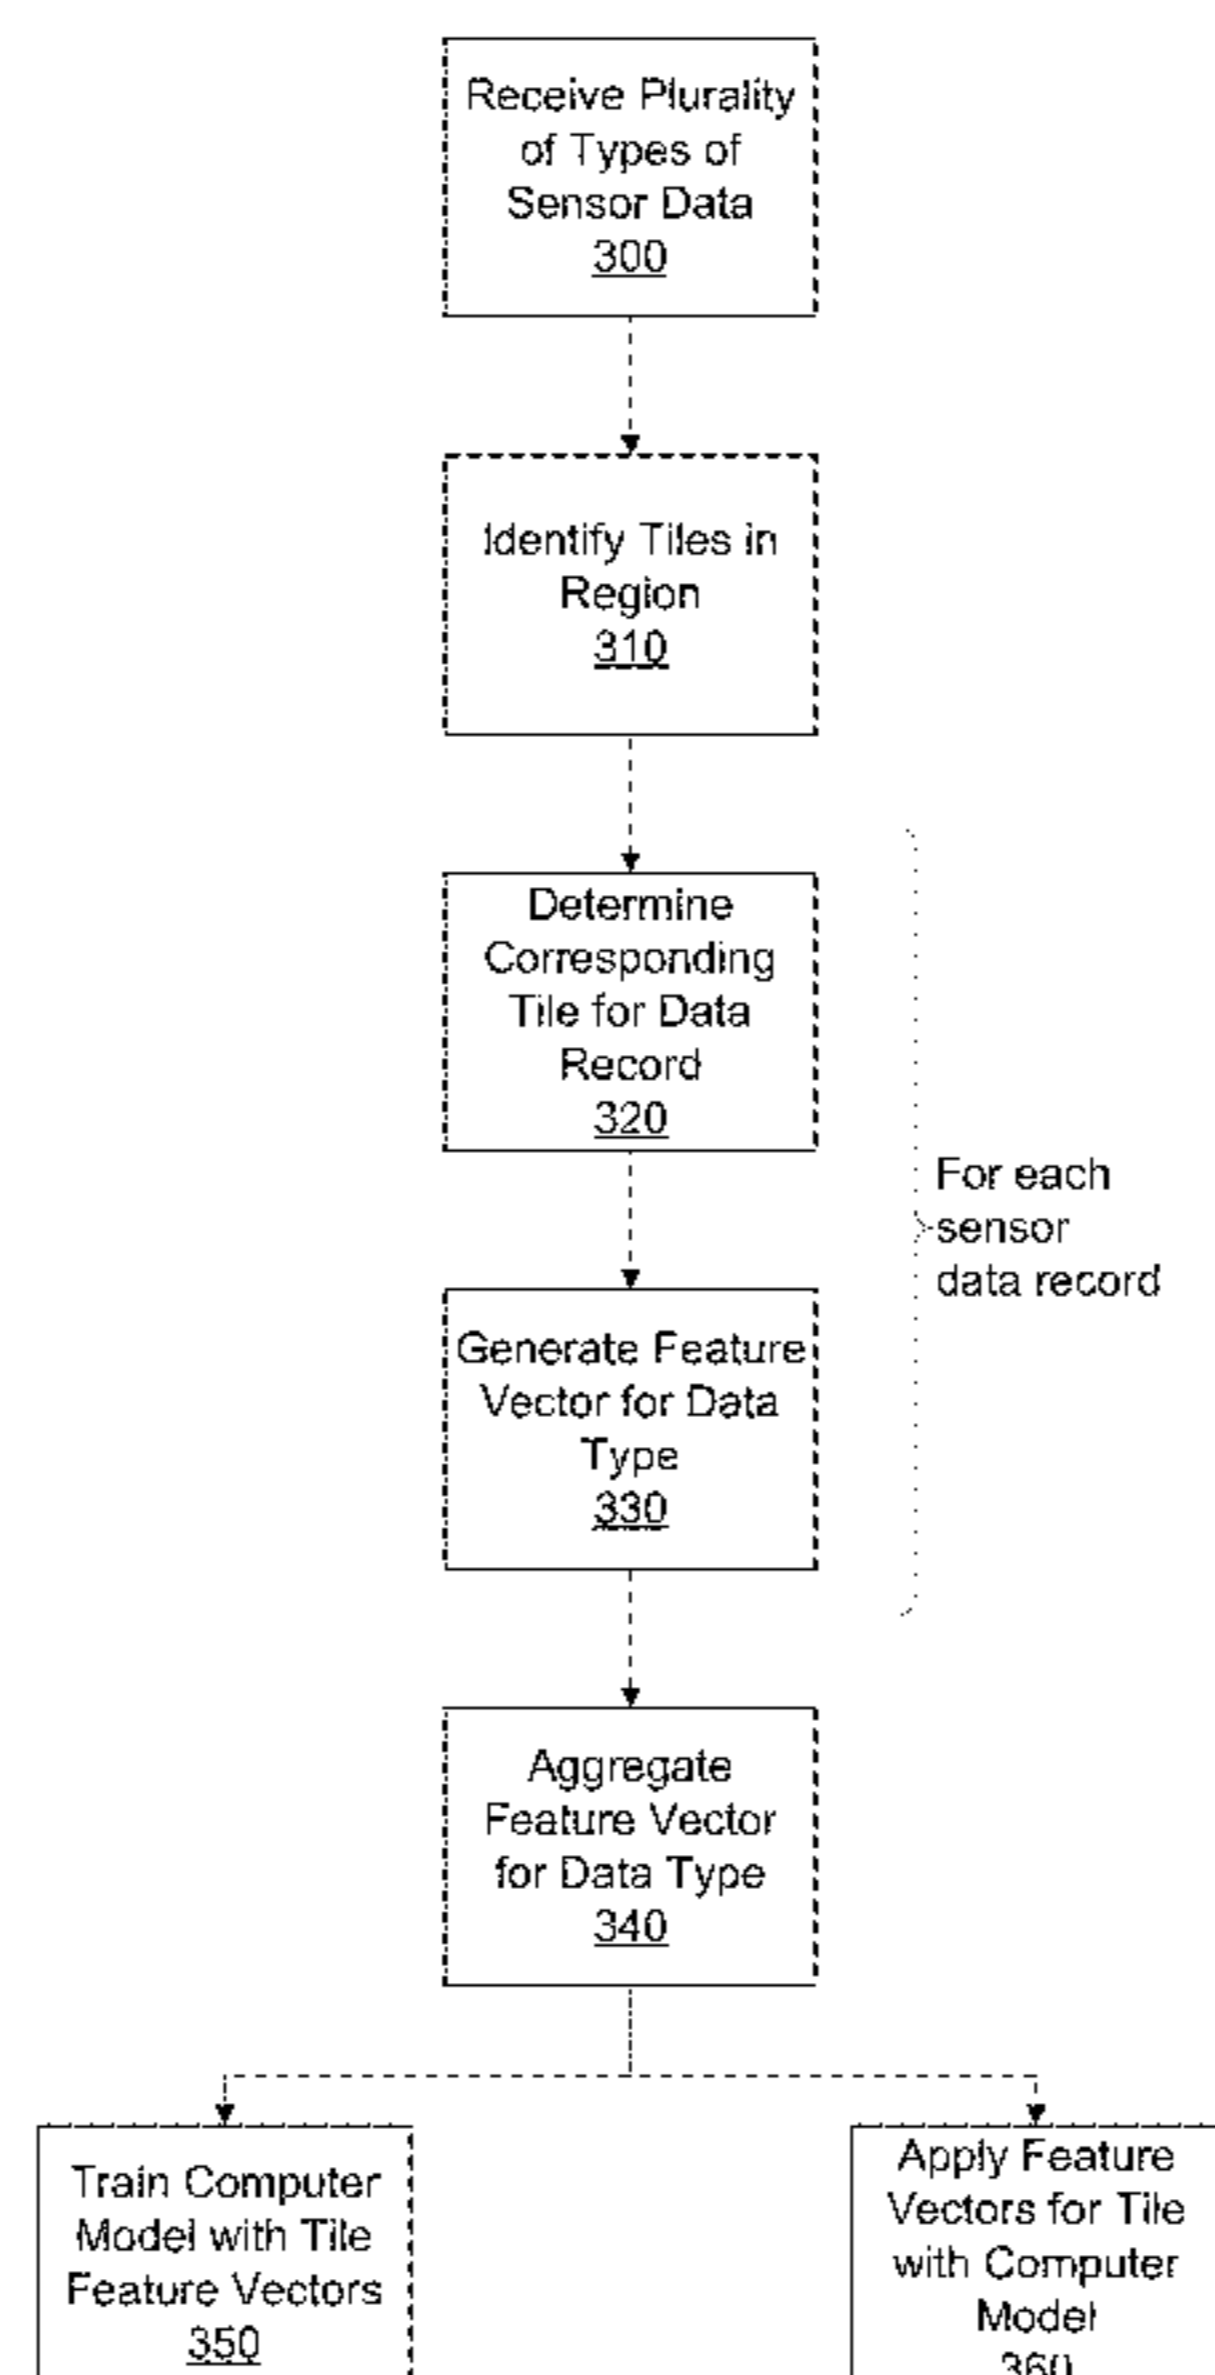 Receive Plurality
of Types of
Sensor Data
300
Identify Tiles in
Region
310
Determine
Corresponding
Tile for Data
Record
320
For each
sensor
data record
Generate Feature
Vector for Data
Type
330
Aggregate
Feature Vector
for Data Type
340
Train Computer
Model with Tile
Feature Vectors
350
Apply Feature
Vectors for Tile
with Computer
Model
360